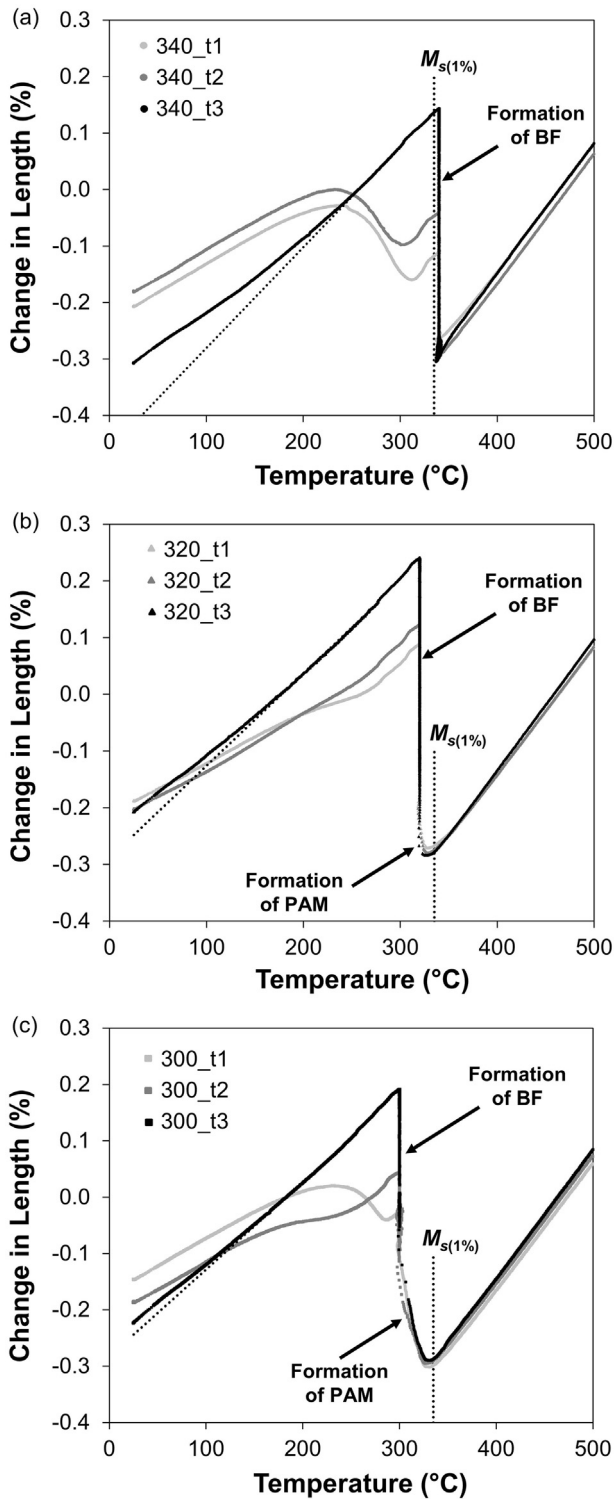 (a)
340_t1
340_t2
340_t3
Ms(1%)
Formation
of BF
Change in Length (%)
0.3
0.2
0.1
0.0
-0.1
-0.2
-0.3
-0.4
0 100 200 300 400 500
Temperature (°C)
(b)
320_t1
320_t2
320_t3
Formation
of BF
Ms(1%)
Formation
of PAM
Change in Length (%)
0.3
0.2
0.1
0.0
-0.1
-0.2
-0.3
-0.4
0 100 200 300 400 500
Temperature (°C)
(c)
300_t1
300_t2
300_t3
Formation
of BF
Ms(1%)
Formation
of PAM
Change in Length (%)
0.3
0.2
0.1
0.0
-0.1
-0.2
-0.3
-0.4
0 100 200 300 400 500
Temperature (°C)